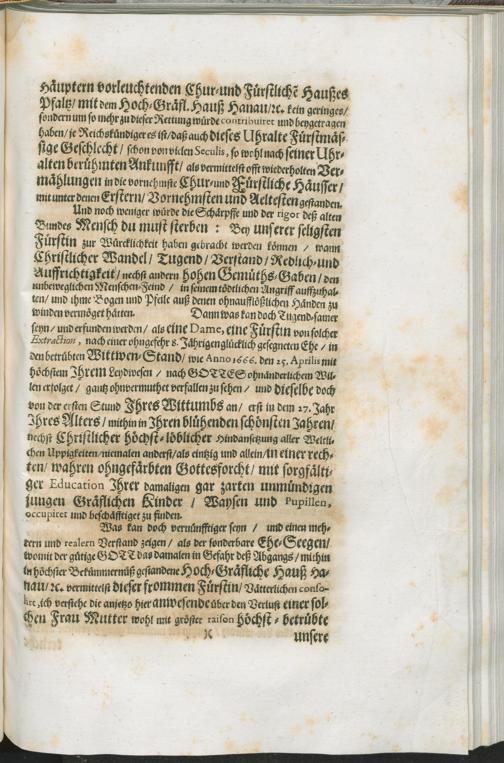 Häuptern vorleuchtenden Chur-und Fürstlichẽ Haußes
Pfaltz/ mit dem Hoch-Gräfl. Hauß Hanau/ꝛc. kein geringes/
sondern um so mehr zu dieser Rettung würde contribuiret und beygetragen
haben/ je Reichskündiger es ist/ daß auch dieses Uhralte Fürstmäs-
sige Geschlecht/ schon von vielen Seculis, so wohl nach seiner Uhr-
alten berühmten Ankunfft/ als vermittelst offt wiederholten Ver-
mählungen in die vornehmste Chur-und Fürstliche Häusser/
mit unter denen Erstern/ Vornehmsten und Aeltesten gestanden.
Und noch weniger würde die Schärpffe und der rigor deß alten
Bundes Mensch du must sterben: Bey unserer seligsten
Fürstin zur Würcklichkeit haben gebracht werden können/ wann
Christlicher Wandel/ Tugend/ Verstand/ Redlich-und
Auffrichtigkeit/ nechst andern hohen Gemüths-Gaben/ den
unbeweglichen Menschen-Feind/ in seinem tödtlichen Angriff auffzuhal-
ten/ und ihme Bogen und Pfeile auß denen ohnaufflößlichen Händen zu
winden vermöget hätten. Dann was kan doch Tugend-samer
seyn/ und erfunden werden/ als eine Dame, eine Fürstin von solcher
Extraction, nach einer ohngefehr 8. Jährigen glücklich gesegneten Ehe/ in
den betrübten Wittwen-Stand/ wie Anno 1666. den 25. Aprilis mit
höchstem Ihrem Leydwesen/ nach GOTTES ohnänderlichem Wil-
len erfolget/ gantz ohnvermuthet verfallen zu sehen/ und dieselbe doch
von der ersten Stund Ihres Wittumbs an/ erst in dem 27. Jahr
Ihres Alters/ mithin in Ihren blühenden schönsten Jahren/
nechst Christlicher höchst-löblicher Hindansetzung aller Weltli-
chen Uppigkeiten/ niemalen anderst/ als eintzig und allein/ in einer rech-
ten/ wahren ohngefärbten Gottesforcht/ mit sorgfälti-
ger Education Ihrer damaligen gar zarten unmündigen
jungen Gräflichen Kinder/ Waysen und Pupillen,
occupiret und beschäfftiget zu finden.
Was kan doch vernünfftiger seyn/ und einen meh-
rern und realern Verstand zeigen/ als der sonderbare Ehe-Seegen/
womit der gütige GOTT das damalen in Gefahr deß Abgangs/ mithin
in höchster Bekümmernüß gestandene Hoch-Gräfliche Hauß Ha-
nau/ꝛc. vermittelst dieser frommen Fürstin/ Vätterlichen conso-
liret, ich verstehe die anjetzo hier anwesende über den Verlust einer sol-
chen Frau Mutter wohl mit gröster raison höchst-betrübte
)(
unsere